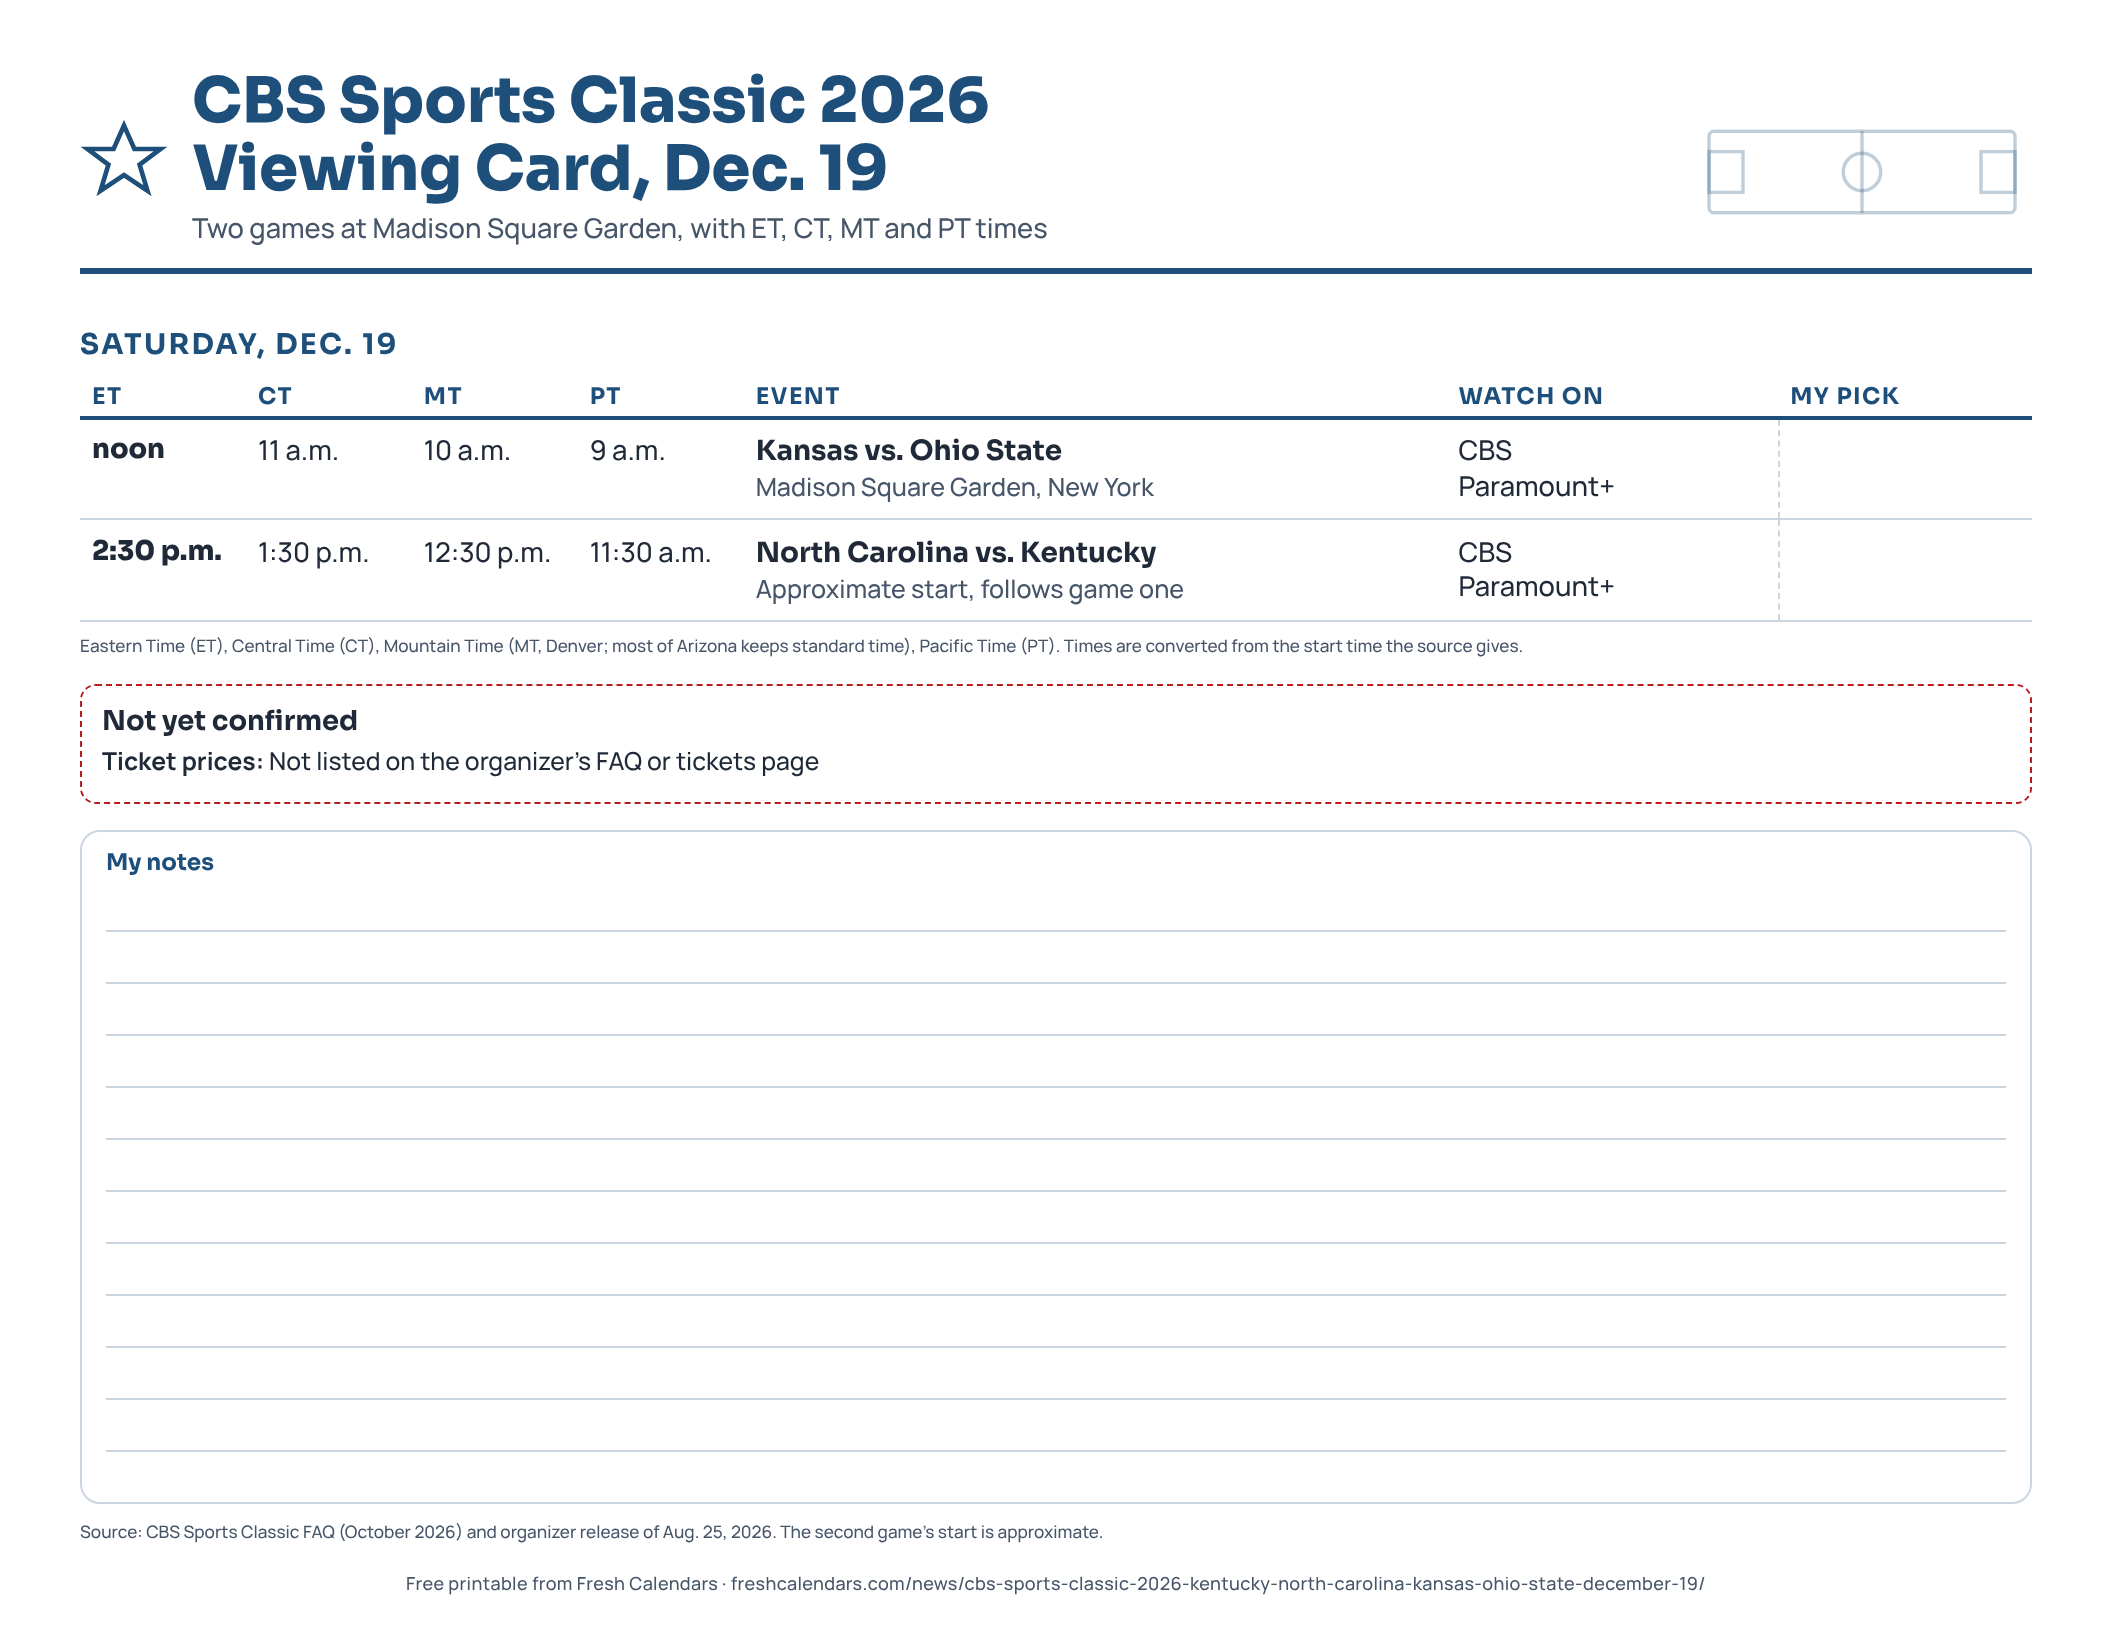 CBS Sports Classic 2026
Viewing Card, Dec. 19
Two games at Madison Square Garden, with ET, CT, MT and PT times
SATURDAY, DEC. 19
ET CT MT PT EVENT WATCH ON MY PICK
noon 11 a.m. 10 a.m. 9 a.m. Kansas vs. Ohio State CBS
Madison Square Garden, New York Paramount+
2:30 p.m. 1:30 p.m. 12:30 p.m. 11:30 a.m. North Carolina vs. Kentucky CBS
Approximate start, follows game one Paramount+
Eastern Time (ET), Central Time (CT), Mountain Time (MT, Denver; most of Arizona keeps standard time), Pacific Time (PT). Times are converted from the start time the source gives.
Not yet confirmed
Ticket prices: Not listed on the organizer’s FAQ or tickets page
My notes
Source: CBS Sports Classic FAQ (October 2026) and organizer release of Aug. 25, 2026. The second game’s start is approximate.
Free printable from Fresh Calendars · freshcalendars.com/news/cbs-sports-classic-2026-kentucky-north-carolina-kansas-ohio-state-december-19/